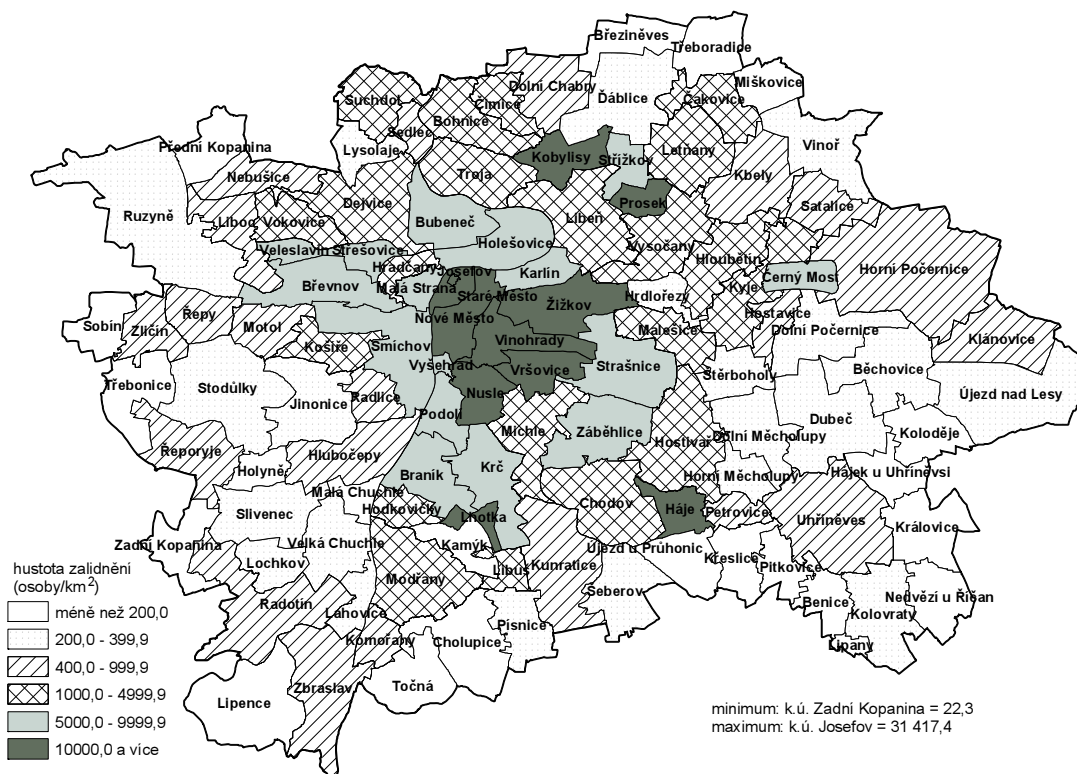 Březiněves
Třeboradice
Miškovice
Dolní Chabry
Ďáblice
Čakovice
Suchdol
Čimice
Bohnice
Sedlec
Lysolaje
Vinoř
Přední Kopanina
Kobylisy
Střížkov
Letňany
Kbely
Nebušice
Troja
Dejvice
Prosek
Satalice
Ruzyně
Liboc
Vokovice
Bubeneč
Libeň
Vysočany
Holešovice
Veleslavín
Střešovice
Hloubětín
Horní Počernice
Hradčany
Josefov
Karlín
Černý Most
Břevnov
Malá Strana
Staré Město
Hrdlořezy
Kyje
Žižkov
Hostavice
Sobín
Zličín
Řepy
Motol
Nové Město
Malešice
Dolní Počernice
Klánovice
Košíře
Smíchov
Vinohrady
Vyšehrad
Vršovice
Strašnice
Štěrboholy
Běchovice
Třebonice
Stodůlky
Jinonice
Radlice
Nusle
Újezd nad Lesy
Podolí
Dubeč
Michle
Záběhlice
Hostivař
Dolní Měcholupy
Koloděje
Řeporyje
Holyně
Hlubočepy
Braník
Krč
Horní Měcholupy
Hájek u Uhříněvsi
Malá Chuchle
Hodkovičky
Chodov
Háje
Petrovice
Slivenec
Lhotka
Uhříněves
Královice
Zadní Kopanina
Velká Chuchle
Kamýk
Újezd u Průhonic
Lochkov
Libuš
Kunratice
Křeslice
Pitkovice
Modřany
Šeberov
Nedvězí u Říčan
Radotín
Lahovice
Benice
Kolovraty
Písnice
Komořany
Cholupice
Lipany
Zbraslav
Točná
Lipence
hustota zalidnění
(osoby/km²)
méně než 200,0
200,0 - 399,9
400,0 - 999,9
1000,0 - 4999,9
5000,0 - 9999,9
10000,0 a více
minimum: k.ú. Zadní Kopanina = 22,3
maximum: k.ú. Josefov = 31 417,4